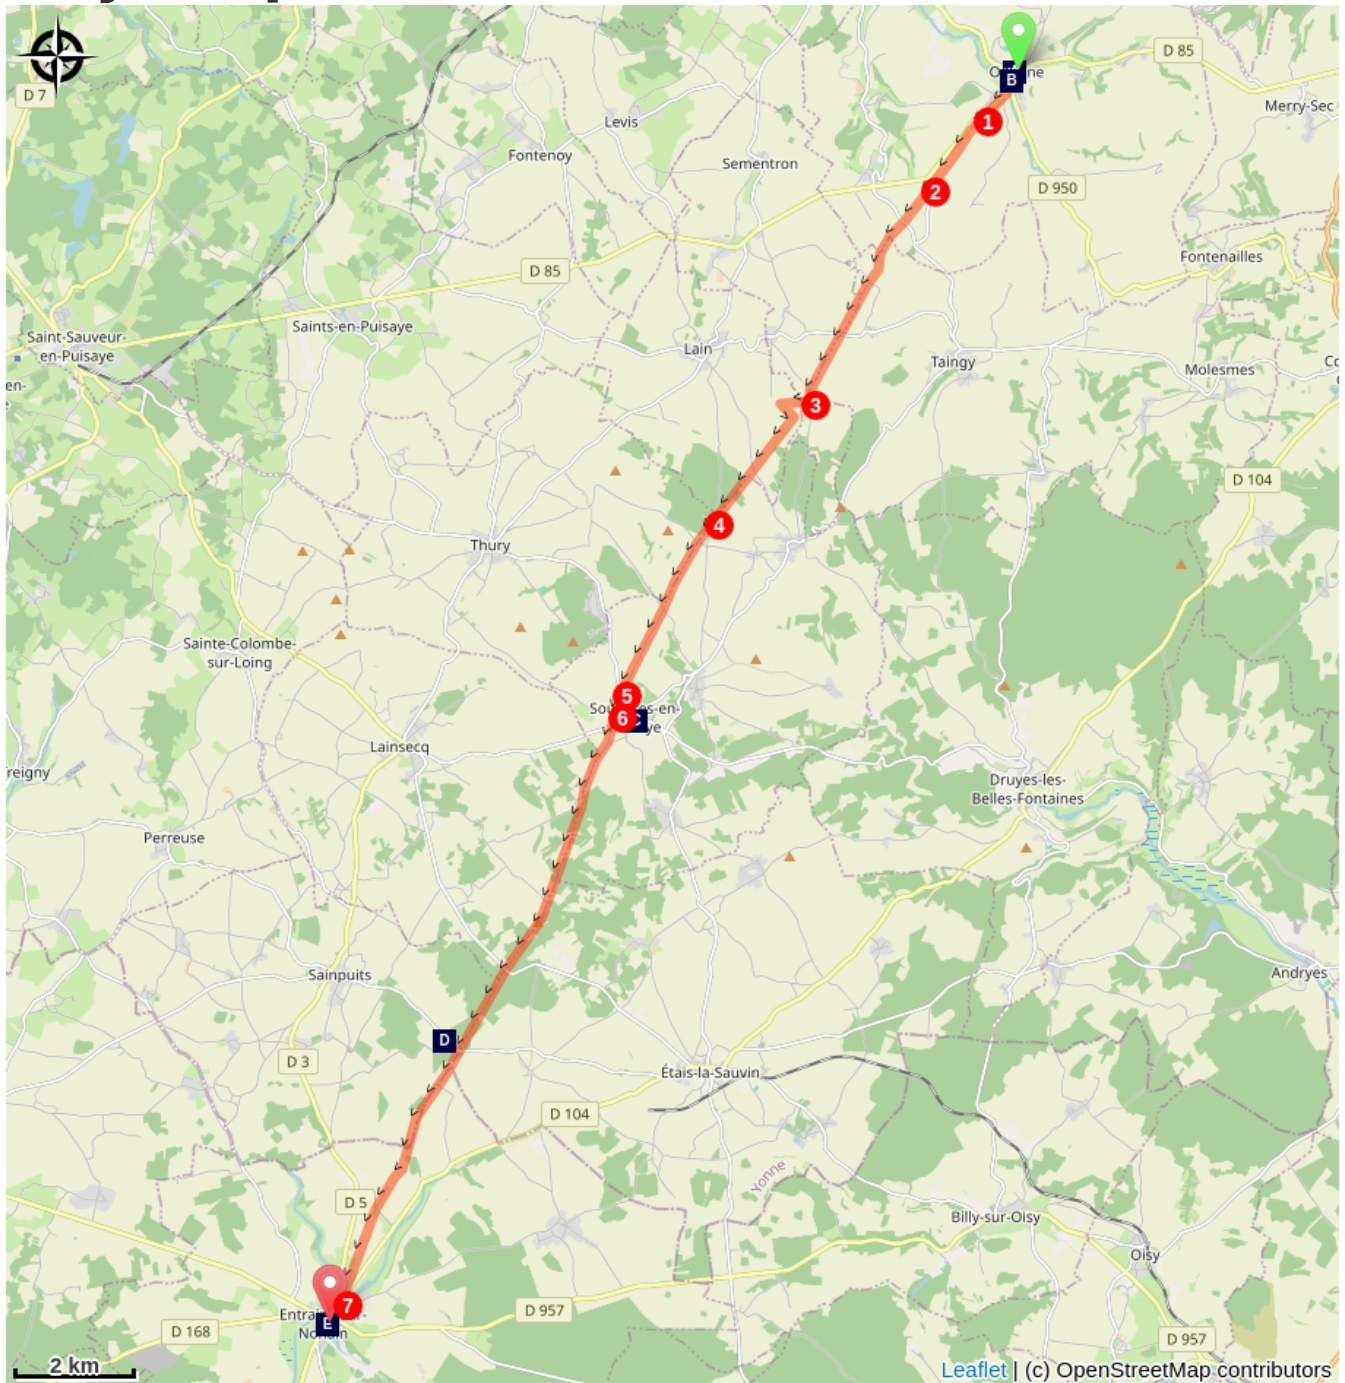 D 85
D 7
B
Merry-Sec
Levis
1
Fontenoy
Sementron
D 950
2
Fontenailles
D 85
Saints-en-Puisaye
Saint-Sauveur-
en-Puisaye
Lain
Taingy
Molesmes
en-
3
D 104
4
Thury
Sainte-Colombe-
sur-Loing
5
6
C
Lainsecq
Druyes-les-
Belles-Fontaines
reigny
Perreuse
Sainpuits
Andryes
D
D 3
Étais-la-Sauvin
D 104
Yonne
D 5
Billy-sur-Oisy
Oisy
7
D 957
E
D 168
D 957
2 km
Leaflet | (c) OpenStreetMap contributors